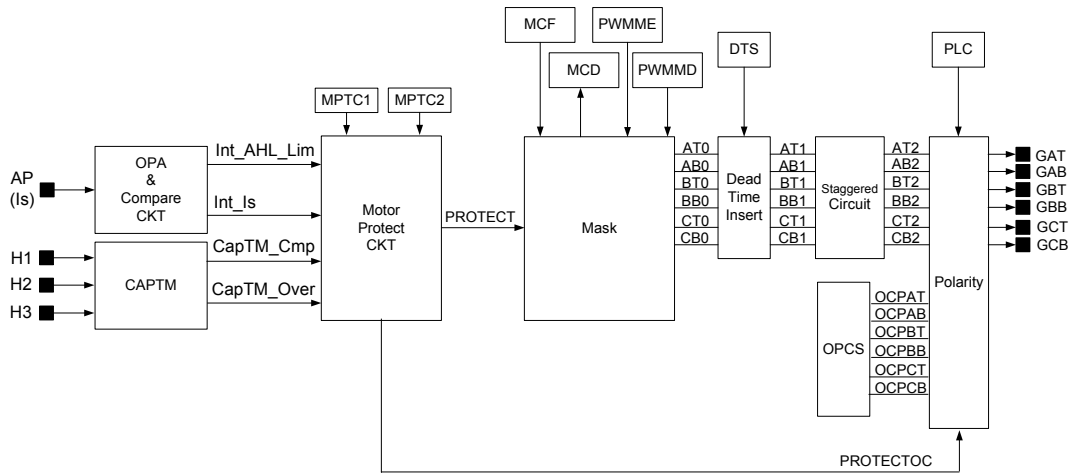 MCF
PWMME
DTS
PLC
MCD
PWMMD
MPTC1
MPTC2
AP
(Is)
OPA
&
Compare
CKT
Int_AHL_Lim
Int_Is
H1
H2
H3
CAPTM
CapTM_Cmp
CapTM_Over
Motor
Protect
CKT
PROTECT
Mask
AT0
AB0
BT0
BB0
CT0
CB0
Dead
Time
Insert
AT1
AB1
BT1
BB1
CT1
CB1
Staggered
Circuit
AT2
AB2
BT2
BB2
CT2
CB2
Polarity
GAT
GAB
GBT
GBB
GCT
GCB
OPCS
OCPAT
OCPAB
OCPBT
OCPBB
OCPCT
OCPCB
PROTECTOC